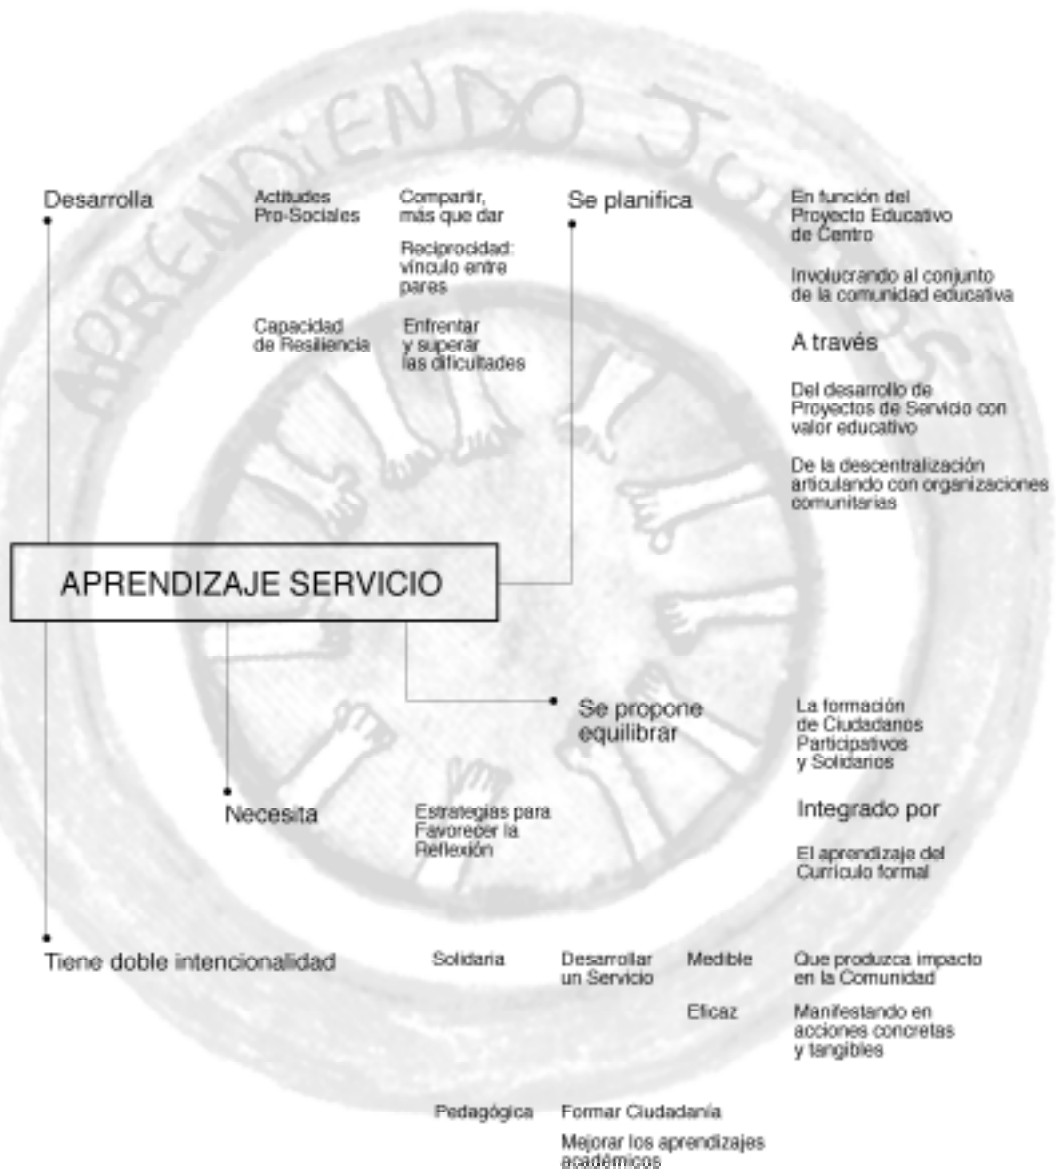 APRENDIENDO JUNTOS
Desarrolla
Actitudes
Pro-Sociales
Compartir,
más que dar
Reciprocidad:
vínculo entre
pares
Capacidad
de Resiliencia
Enfrentar
y superar
las dificultades
Se planifica
En función del
Proyecto Educativo
de Centro
Involucrando al conjunto
de la comunidad educativa
A través
Del desarrollo de
Proyectos de Servicio con
valor educativo
De la descentralización
articulando con organizaciones
comunitarias
APRENDIZAJE SERVICIO
Se propone
equilibrar
La formación
de Ciudadanos
Participativos
y Solidarios
Integrado por
El aprendizaje del
Currículo formal
Necesita
Estrategias para
Favorecer la
Reflexión
Tiene doble intencionalidad
Solidaria
Desarrollar
un Servicio
Medible
Que produzca impacto
en la Comunidad
Eficaz
Manifestando en
acciones concretas
y tangibles
Pedagógica
Formar Ciudadanía
Mejorar los aprendizajes
académicos